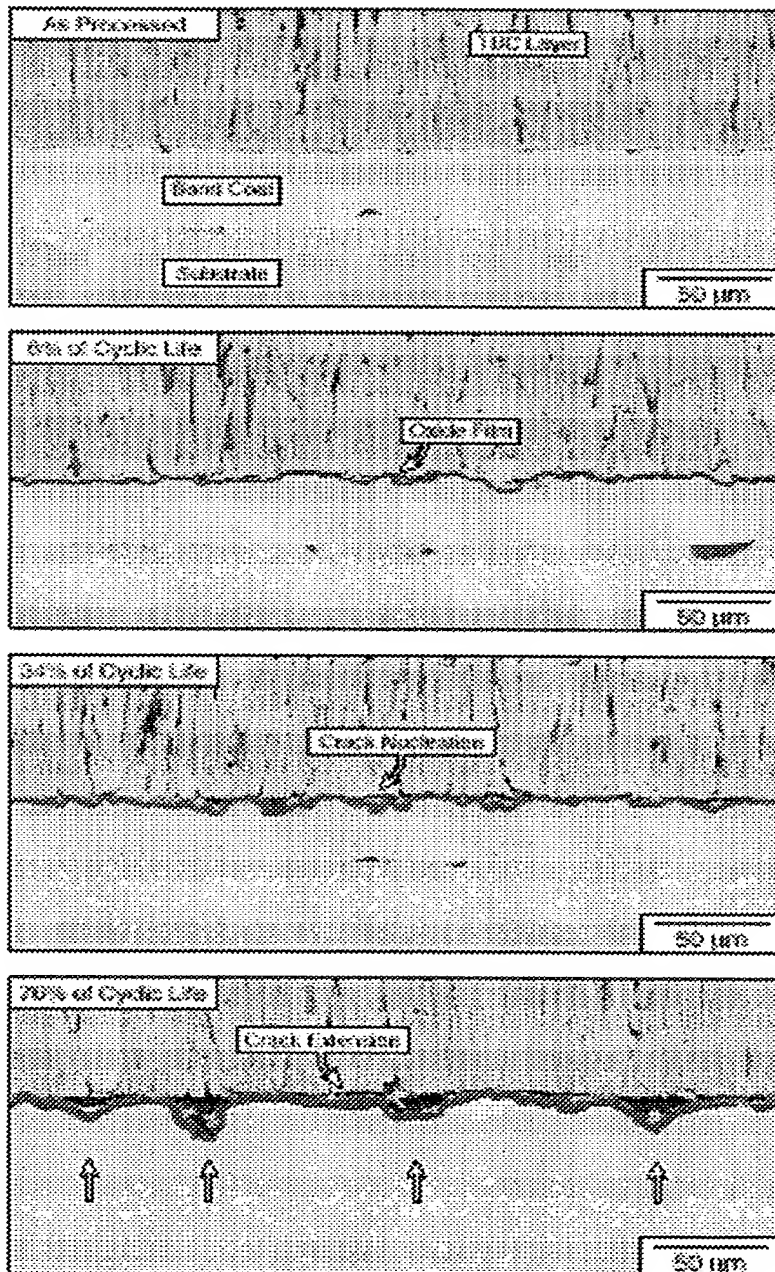 As Processed
TBC Layer
Bond Coat
Substrate
50 µm
6% of Cyclic Life
Oxide Film
50 µm
34% of Cyclic Life
Crack Nucleation
50 µm
76% of Cyclic Life
Crack Extension
50 µm